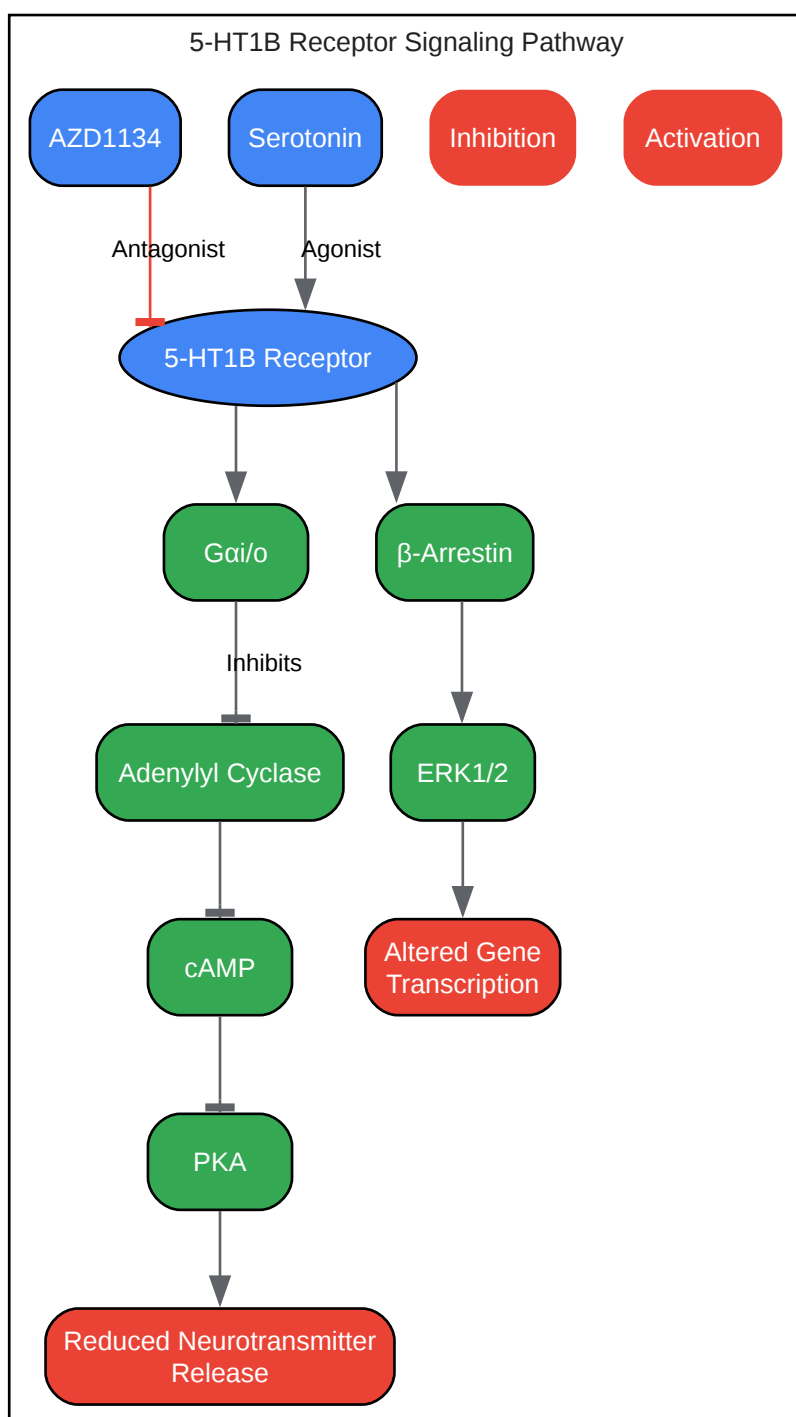 5-HT1B Receptor Signaling Pathway
AZD1134
Serotonin
Inhibition
Activation
Antagonist
Agonist
5-HT1B Receptor
Gαi/o
β-Arrestin
Inhibits
Adenylyl Cyclase
ERK1/2
cAMP
Altered Gene
Transcription
PKA
Reduced Neurotransmitter
Release